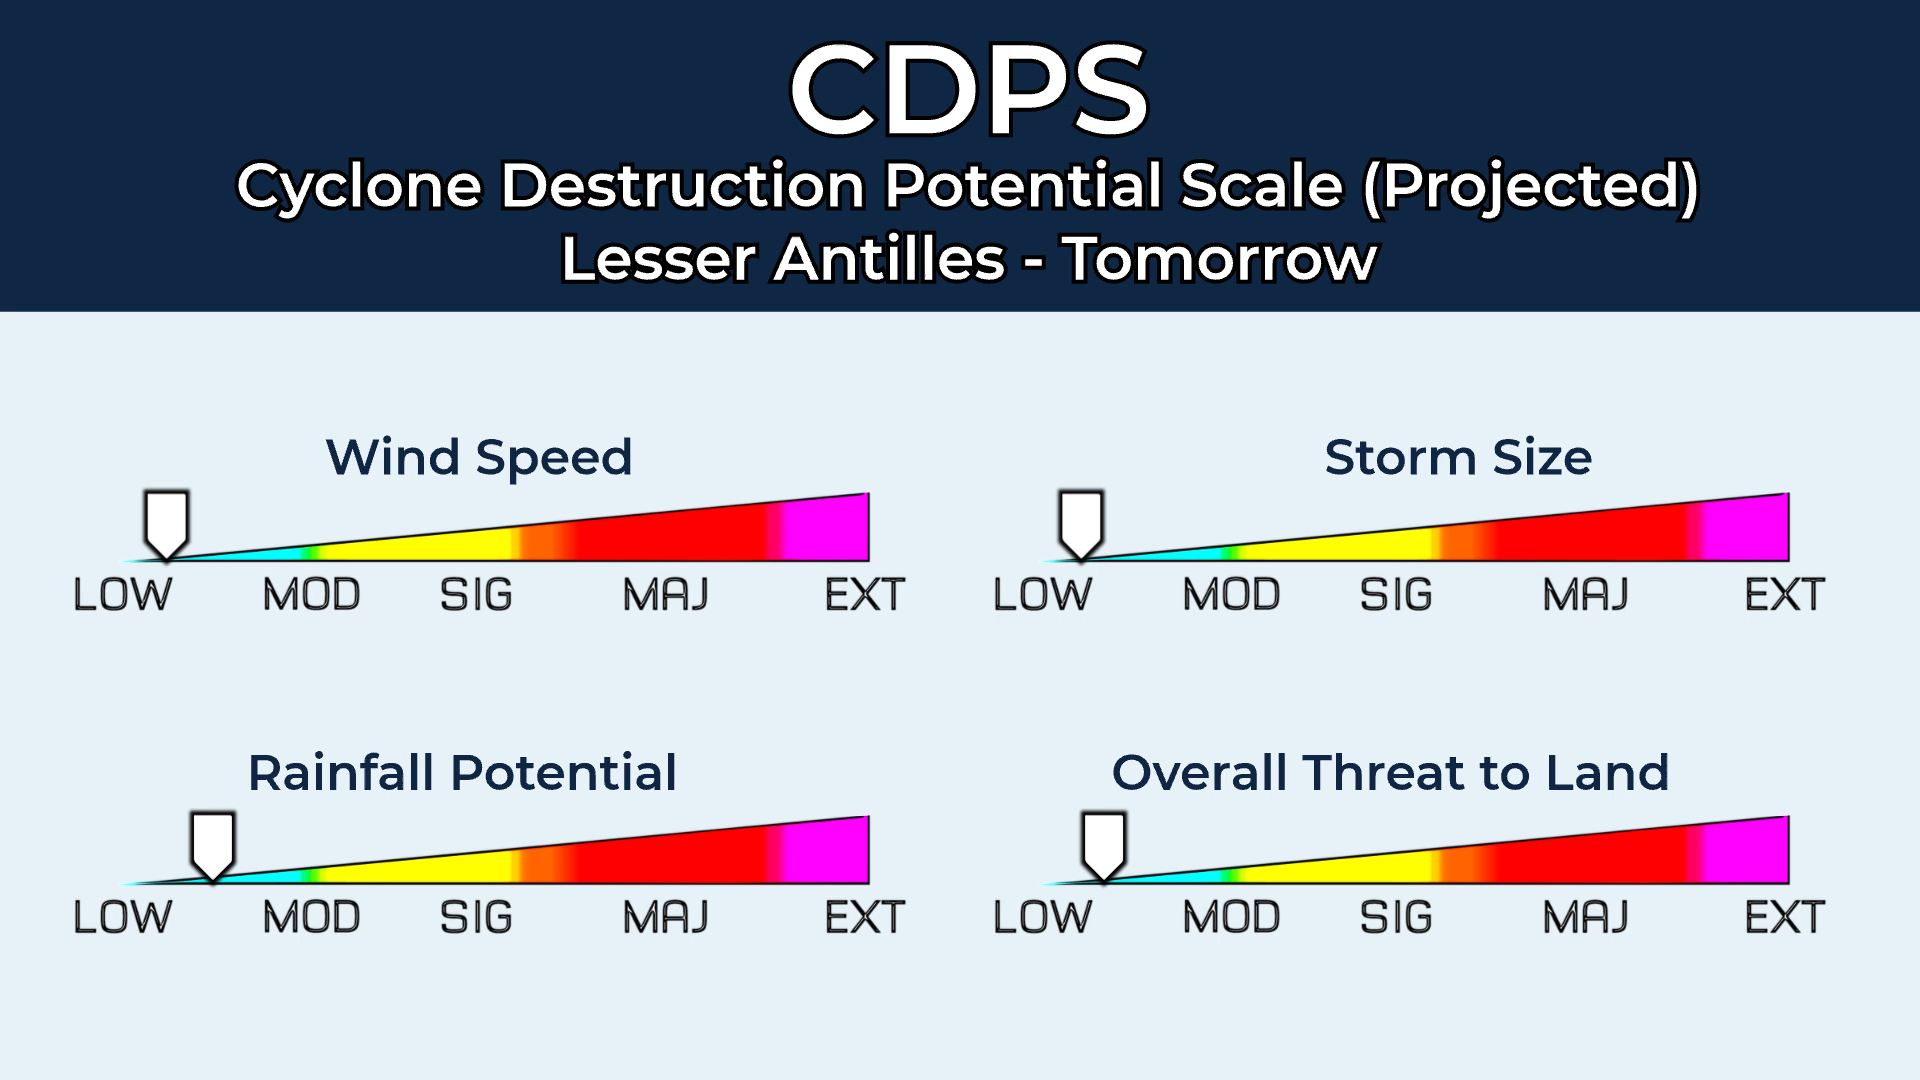 CDPS
Cyclone Destruction Potential Scale (Projected)
Lesser Antilles - Tomorrow
Wind Speed
LOW MOD SIG MAJ EXT
Storm Size
LOW MOD SIG MAJ EXT
Rainfall Potential
LOW MOD SIG MAJ EXT
Overall Threat to Land
LOW MOD SIG MAJ EXT